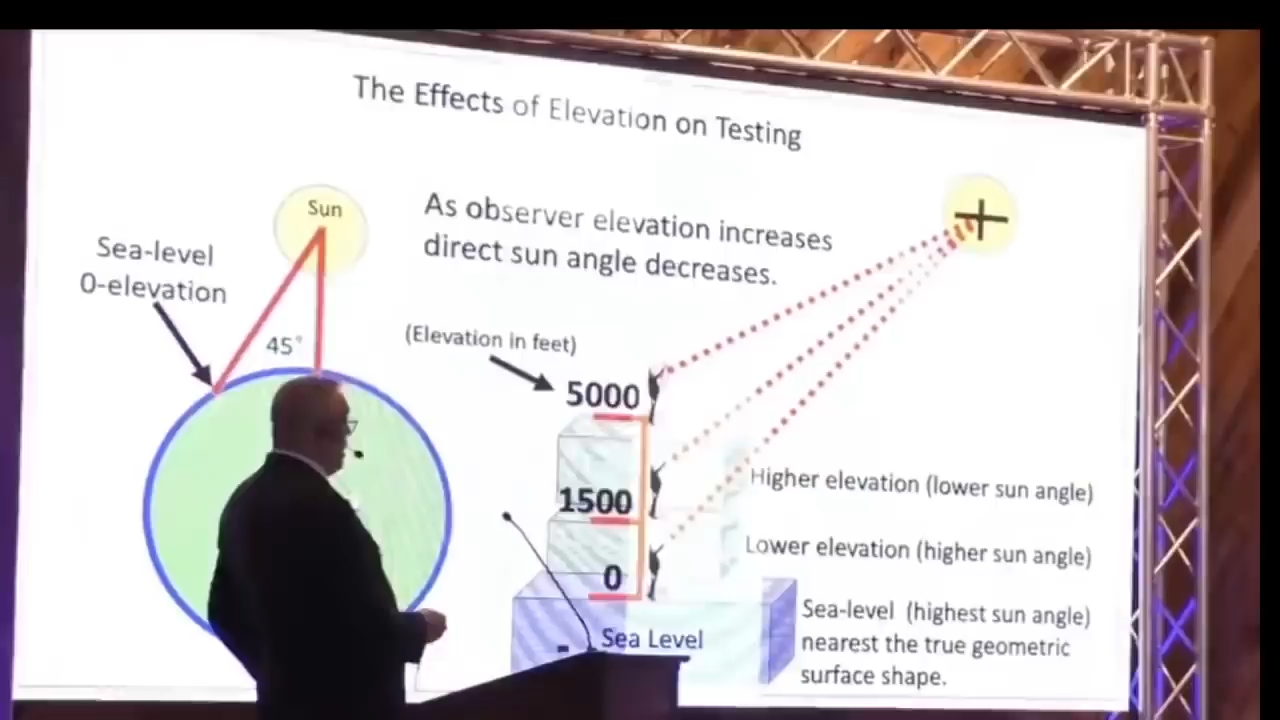 The Effects of Elevation on Testing
Sun
Sea-level
0-elevation
45°
As observer elevation increases
direct sun angle decreases.
(Elevation in feet)
5000
1500
0
Sea Level
Higher elevation (lower sun angle)
Lower elevation (higher sun angle)
Sea-level (highest sun angle)
nearest the true geometric
surface shape.